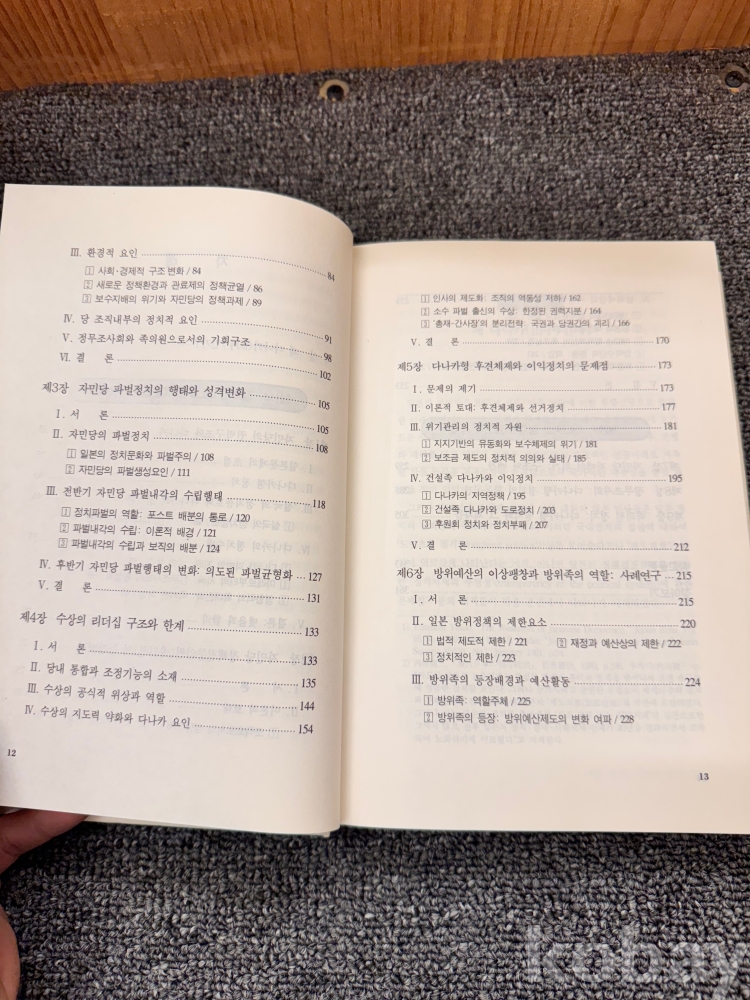 Ⅲ. 환경적 요인 84
1 사회·경제적 구조 변화 / 84
2 새로운 정책환경과 관료제의 정책균열 / 86
3 보수지배의 위기와 자민당의 정책과제 / 89
Ⅳ. 당 조직내부의 정치적 요인 91
Ⅴ. 정무조사회와 족의원으로서의 기회구조 98
Ⅵ. 결 론 102
제3장 자민당 파벌정치의 행태와 성격변화 105
Ⅰ. 서 론 105
Ⅱ. 자민당의 파벌정치 108
1 일본의 정치문화와 파벌주의 / 108
2 자민당의 파벌생성요인 / 111
Ⅲ. 전반기 자민당 파벌내각의 수립행태 118
1 정치파벌의 역할: 포스트 배분의 통로 / 120
2 파벌내각의 수립: 이론적 배경 / 121
3 파벌내각의 수립과 보직의 배분 / 124
Ⅳ. 후반기 자민당 파벌행태의 변화: 의도된 파벌균형화 127
Ⅴ. 결 론 131
제4장 수상의 리더십 구조와 한계 133
Ⅰ. 서 론 133
Ⅱ. 당내 통합과 조정기능의 소재 135
Ⅲ. 수상의 공식적 위상과 역할 144
Ⅳ. 수상의 지도력 약화와 다나카 요인 154
12
1 인사의 제도화: 조직의 역동성 저하 / 162
2 소수 파벌 출신의 수상: 한정된 권력지분 / 164
3 '총재·간사장'의 분리전략: 국권과 당권간의 괴리 / 166
Ⅴ. 결 론 170
제5장 다나카형 후견체제와 이익정치의 문제점 173
Ⅰ. 문제의 제기 173
Ⅱ. 이론적 토대: 후견체제와 선거정치 177
Ⅲ. 위기관리의 정치적 자원 181
1 지지기반의 유동화와 보수체제의 위기 / 181
2 보조금 제도의 정치적 의의와 실태 / 185
Ⅳ. 건설족 다나카와 이익정치 195
1 다나카의 지역정책 / 195
2 건설족 다나카와 도로정치 / 203
3 후원회 정치와 정치부패 / 207
Ⅴ. 결 론 212
제6장 방위예산의 이상팽창과 방위족의 역할: 사례연구 215
Ⅰ. 서 론 215
Ⅱ. 일본 방위정책의 제한요소 220
1 법적 제도적 제한 / 221 2 재정과 예산상의 제한 / 222
3 정치적인 제한 / 223
Ⅲ. 방위족의 등장배경과 예산활동 224
1 방위족: 역할주체 / 225
2 방위족의 등장: 방위예산제도의 변화 여파 / 228
13
kobay